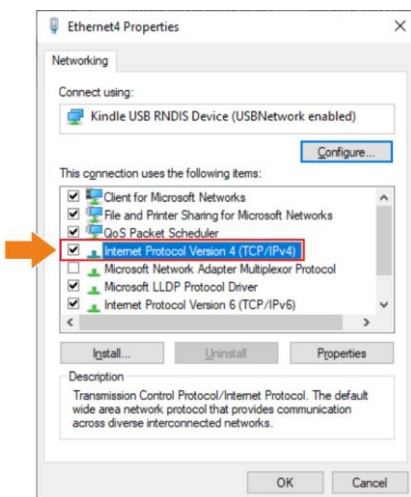 Ethernet4 Properties
Networking
Connect using:
Kindle USB RNDIS Device (USBNetwork enabled)
Configure...
This connection uses the following items:
Client for Microsoft Networks
File and Printer Sharing for Microsoft Networks
QoS Packet Scheduler
Internet Protocol Version 4 (TCP/IPv4)
Microsoft Network Adapter Multiplexor Protocol
Microsoft LLDP Protocol Driver
Internet Protocol Version 6 (TCP/IPv6)
Install... Uninstall Properties
Description
Transmission Control Protocol/Internet Protocol. The default
wide area network protocol that provides communication
across diverse interconnected networks.
OK Cancel